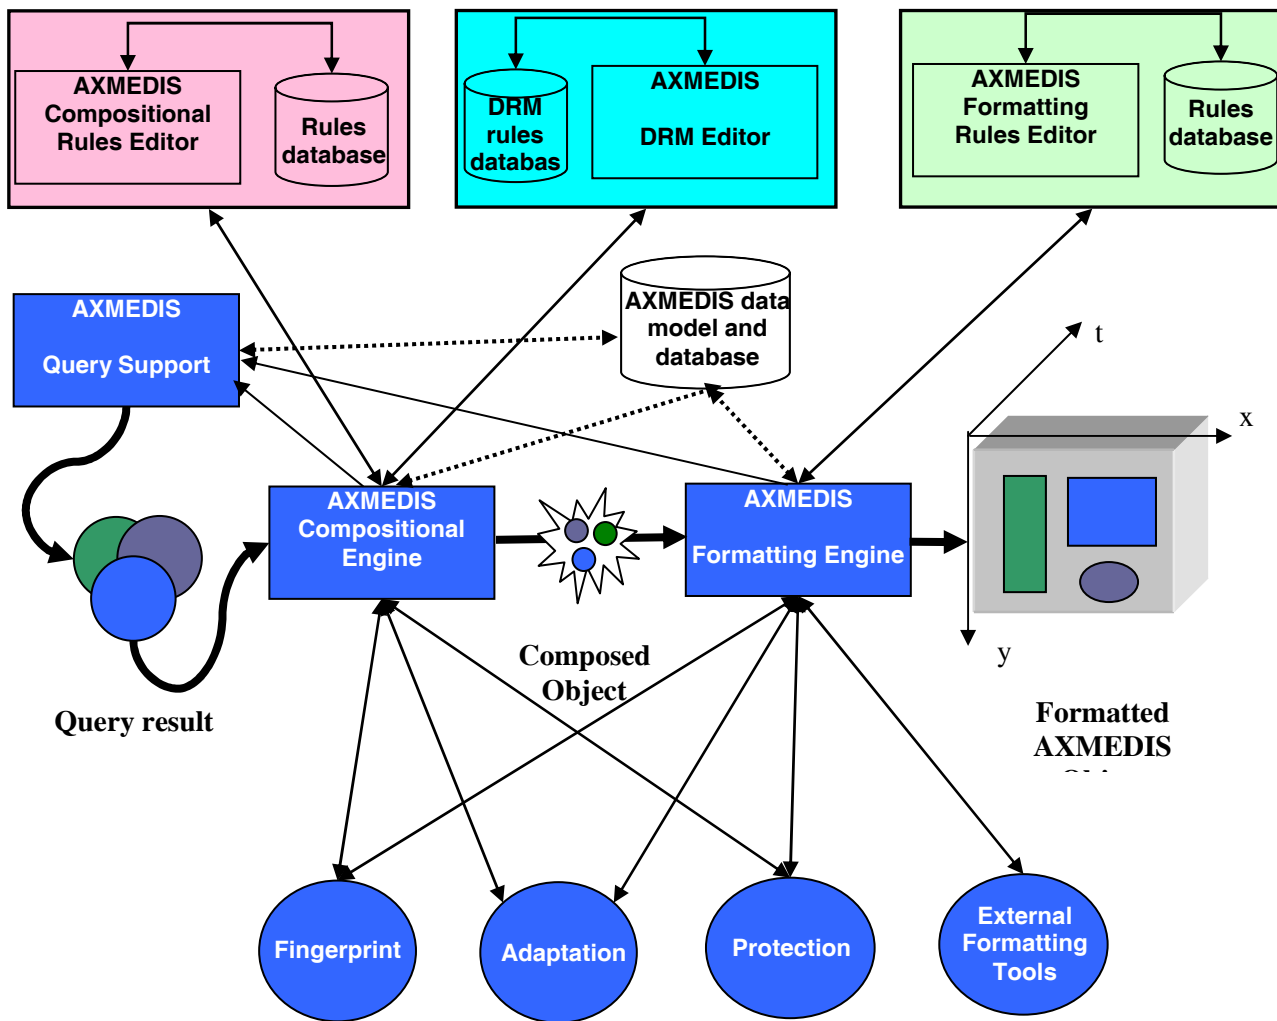 AXMEDIS
Compositional
Rules Editor
Rules
database
DRM
rules
databas
AXMEDIS
DRM Editor
AXMEDIS
Formatting
Rules Editor
Rules
database
AXMEDIS
Query Support
AXMEDIS data
model and
database
t
x
y
AXMEDIS
Compositional
Engine
AXMEDIS
Formatting Engine
Composed
Object
Query result
Formatted
AXMEDIS
Fingerprint
Adaptation
Protection
External
Formatting
Tools